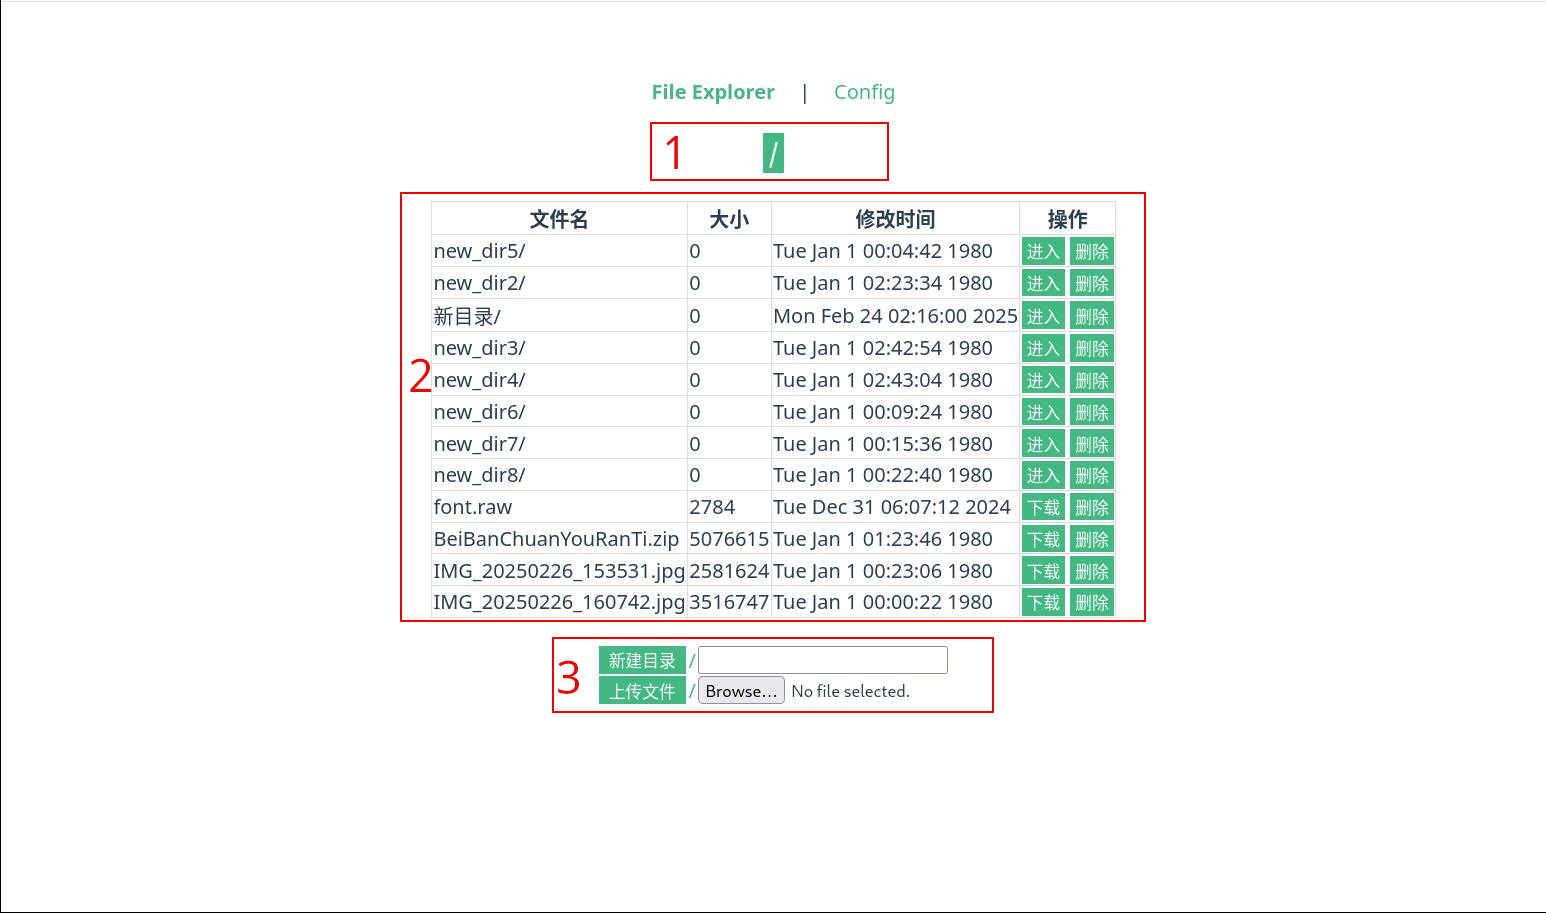 File Explorer | Config
1 /
文件名 大小 修改时间 操作
new_dir5/ 0 Tue Jan 1 00:04:42 1980 进入 删除
new_dir2/ 0 Tue Jan 1 02:23:34 1980 进入 删除
新目录/ 0 Mon Feb 24 02:16:00 2025 进入 删除
new_dir3/ 0 Tue Jan 1 02:42:54 1980 进入 删除
2
new_dir4/ 0 Tue Jan 1 02:43:04 1980 进入 删除
new_dir6/ 0 Tue Jan 1 00:09:24 1980 进入 删除
new_dir7/ 0 Tue Jan 1 00:15:36 1980 进入 删除
new_dir8/ 0 Tue Jan 1 00:22:40 1980 进入 删除
font.raw 2784 Tue Dec 31 06:07:12 2024 下载 删除
BeiBanChuanYouRanTi.zip 5076615 Tue Jan 1 01:23:46 1980 下载 删除
IMG_20250226_153531.jpg 2581624 Tue Jan 1 00:23:06 1980 下载 删除
IMG_20250226_160742.jpg 3516747 Tue Jan 1 00:00:22 1980 下载 删除
3
新建目录 /
上传文件 / Browse... No file selected.